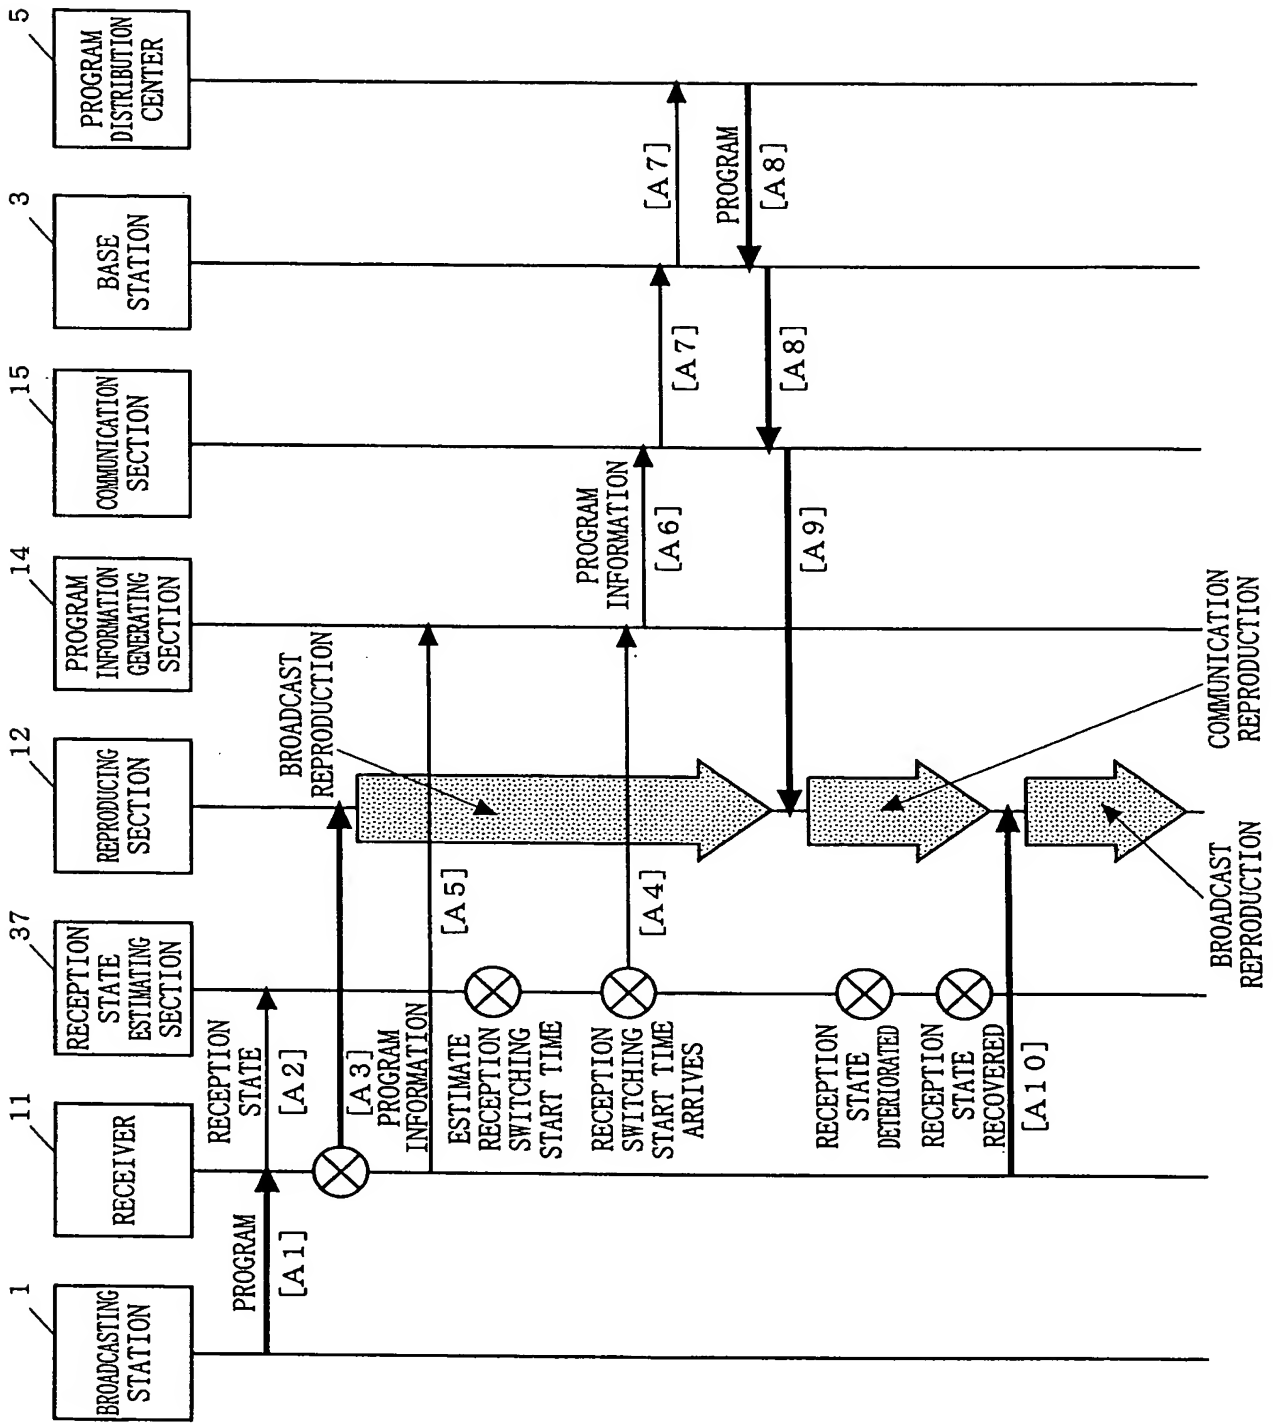 1
BROADCASTING
STATION
11
RECEIVER
37
RECEPTION
STATE
ESTIMATING
SECTION
12
REPRODUCING
SECTION
14
PROGRAM
INFORMATION
GENERATING
SECTION
15
COMMUNICATION
SECTION
3
BASE
STATION
5
PROGRAM
DISTRIBUTION
CENTER
PROGRAM
[A1]
RECEPTION
STATE
[A2]
[A3]
BROADCAST
REPRODUCTION
PROGRAM
INFORMATION
[A5]
ESTIMATE
RECEPTION
SWITCHING
START TIME
RECEPTION
SWITCHING
START TIME
ARRIVES
[A4]
PROGRAM
INFORMATION
[A6]
[A7]
[A7]
PROGRAM
[A8]
[A8]
[A9]
RECEPTION
STATE
DETERIORATED
RECEPTION
STATE
RECOVERED
[A10]
BROADCAST
REPRODUCTION
COMMUNICATION
REPRODUCTION